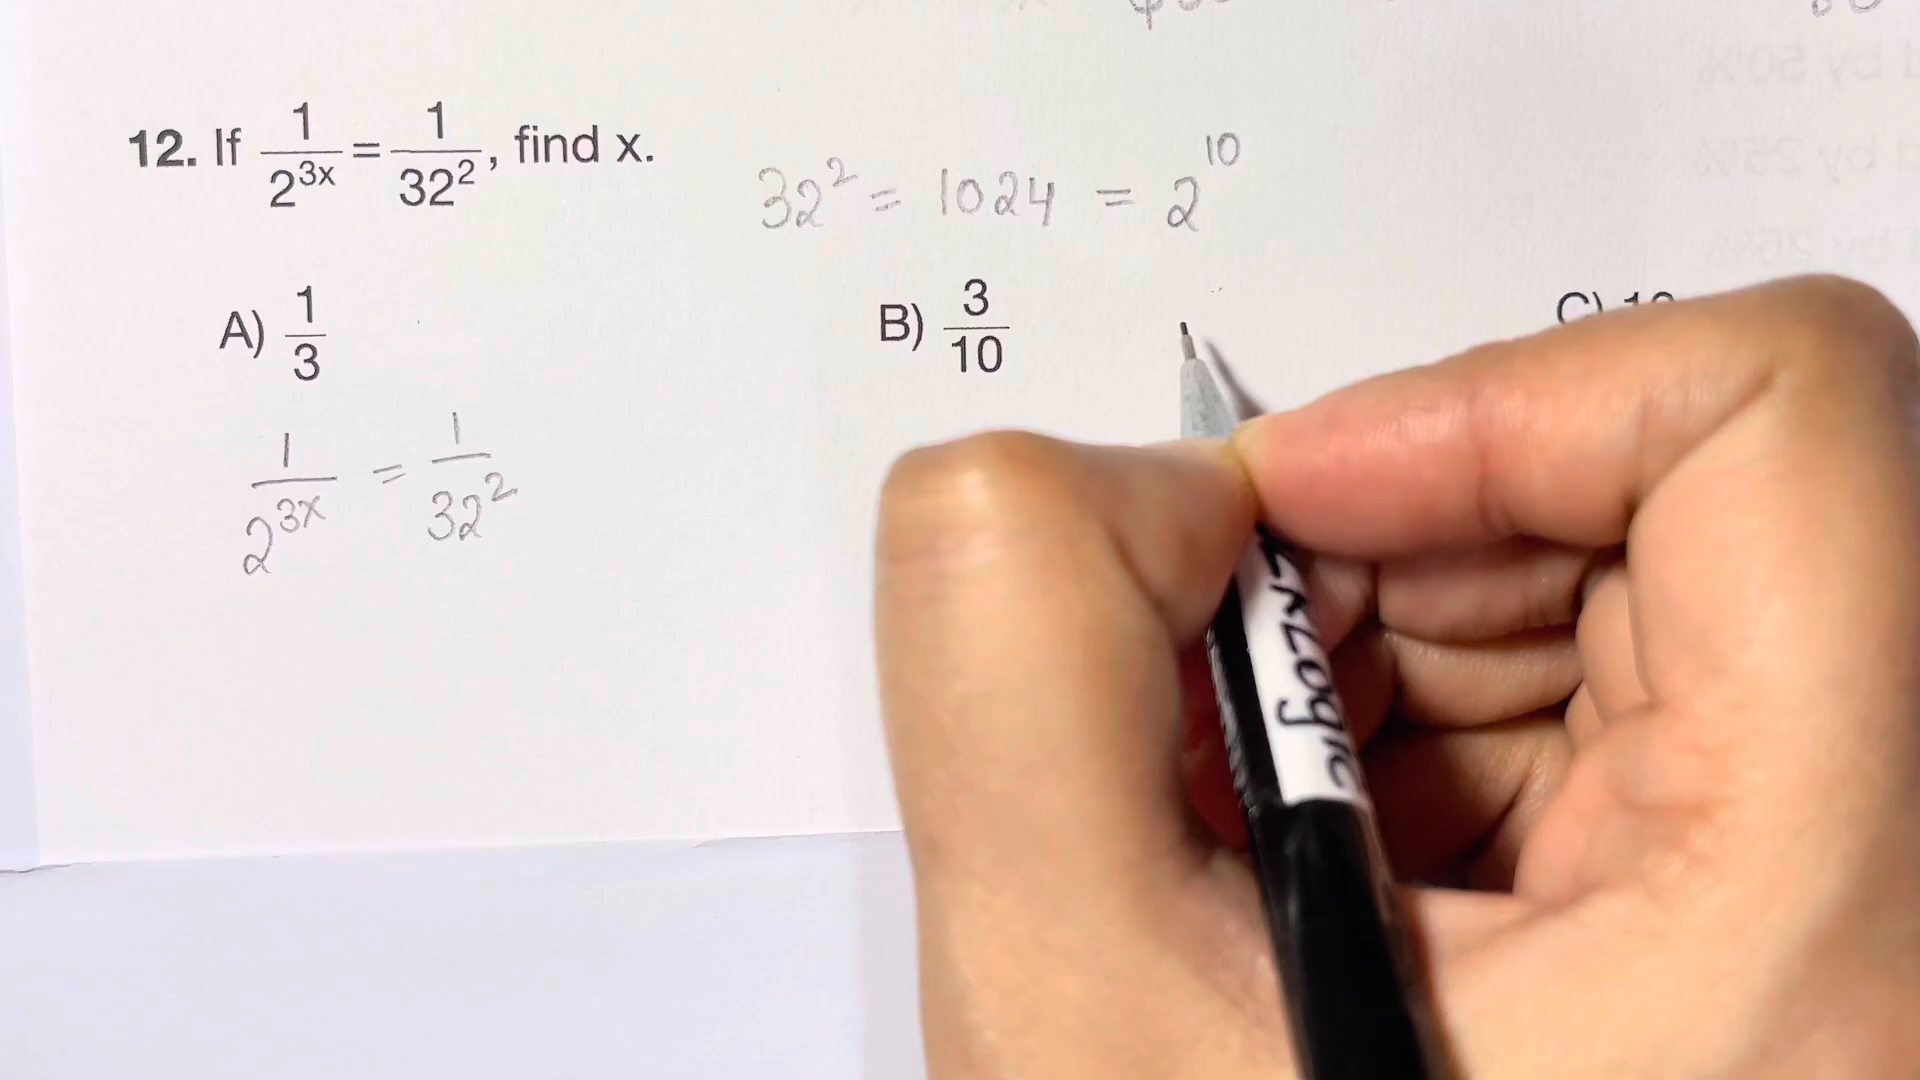 12. If 1/2^{3x} = 1/32^2, find x.
32^2 = 1024 = 2^{10}
A) 1/3
B) 3/10
C)
1/2^{3x} = 1/32^2